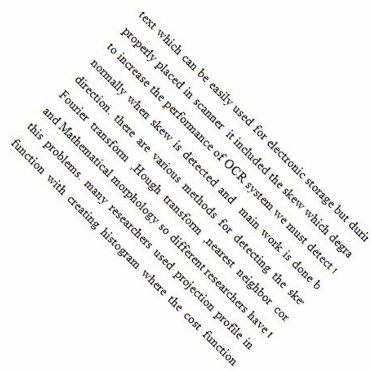 text which can be easily used for electronic storage but duri
properly placed in scanner it included the skew which degra
to increase the performance of OCR system we must detect t
normally when skew is detected and main work is done b
direction. there are various methods for detecting the ske
Fourier transform ,Hough transform ,nearest neighbor cor
and Mathematical morphology so different researchers have t
this problems. many researchers used projection profile in
function with creating histogram where the cost function